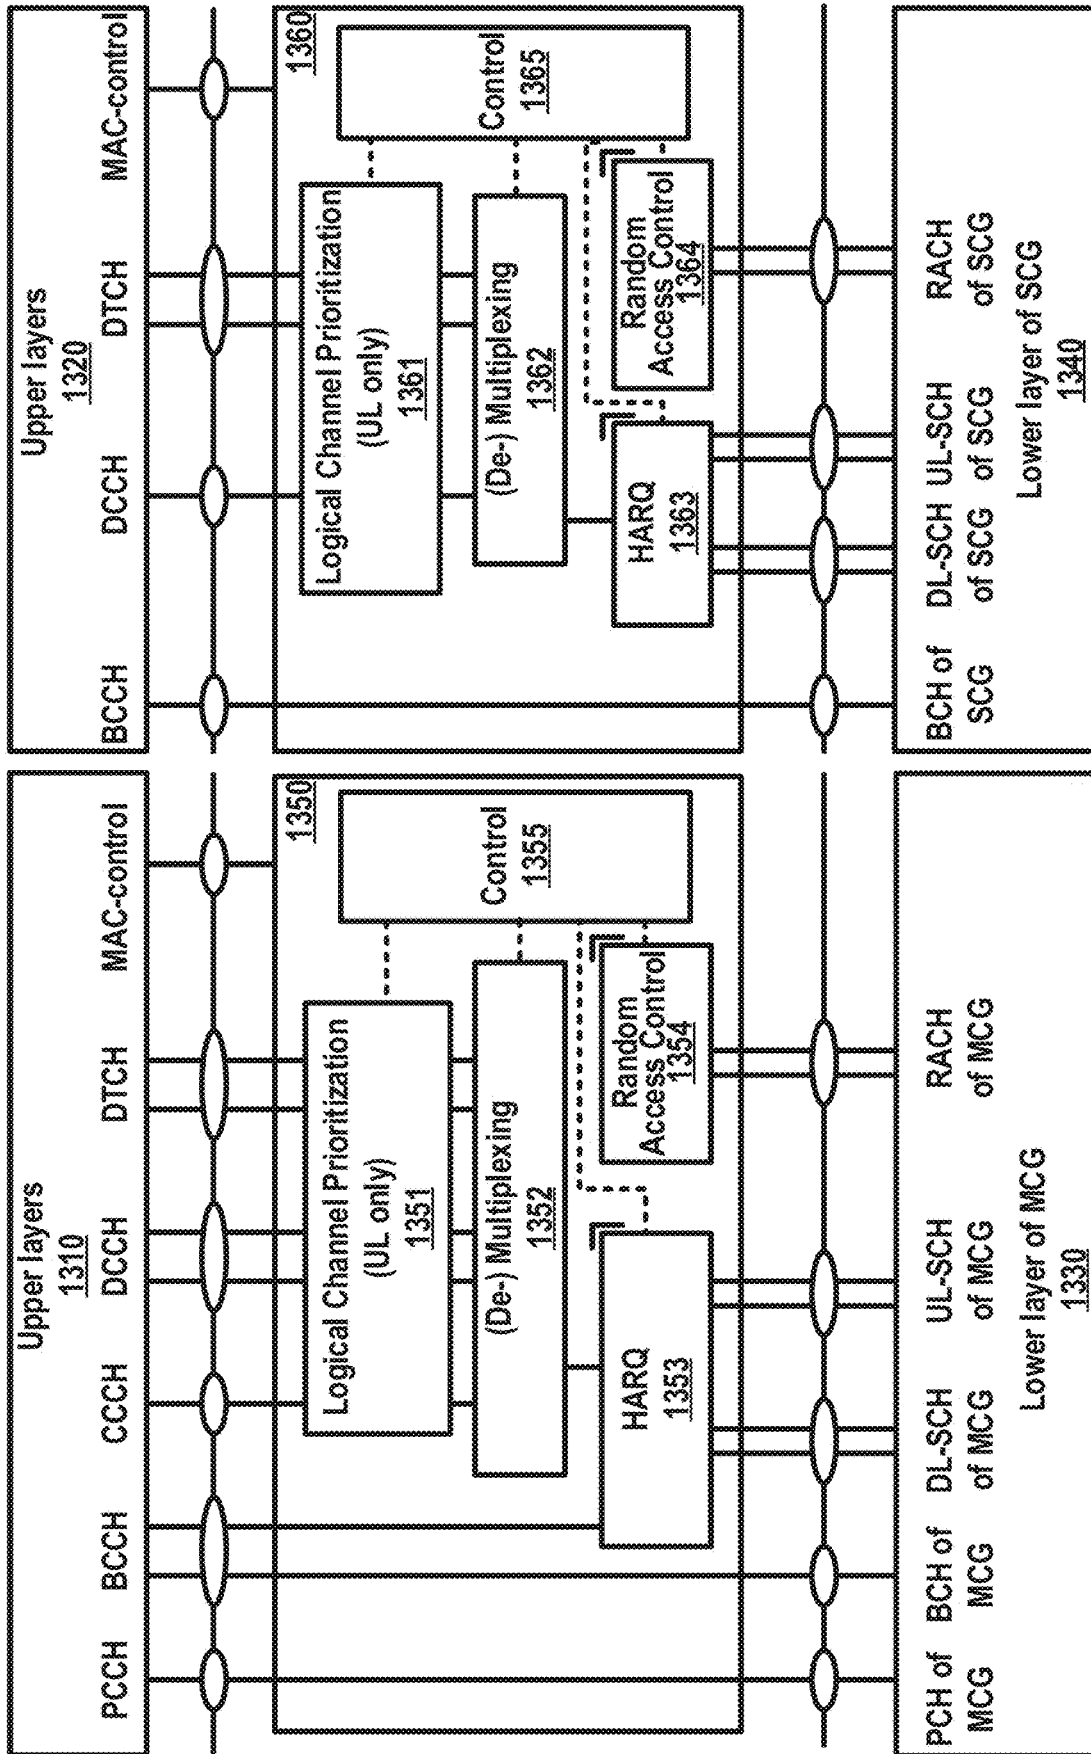 Upper layers
1310
PCCH
BCCH
CCCH
DCCH
DTCH
MAC-control
1350
Logical Channel Prioritization
(UL only)
1351
(De-) Multiplexing
1352
HARQ
1353
Random
Access Control
1354
Control
1355
PCH of
MCG
BCH of
MCG
DL-SCH
of MCG
UL-SCH
of MCG
RACH
of MCG
Lower layer of MCG
1330
Upper layers
1320
BCCH
DCCH
DTCH
MAC-control
1360
Logical Channel Prioritization
(UL only)
1361
(De-) Multiplexing
1362
HARQ
1363
Random
Access Control
1364
Control
1365
BCH of
SCG
DL-SCH
of SCG
UL-SCH
of SCG
RACH
of SCG
Lower layer of SCG
1340